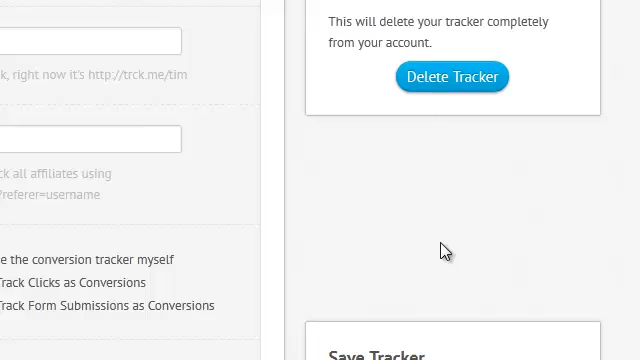 k, right now it's http://trck.me/tim
ck all affiliates using
Preferer=username
e the conversion tracker myself
Track Clicks as Conversions
Track Form Submissions as Conversions
This will delete your tracker completely
from your account.
Delete Tracker
Save Tracker